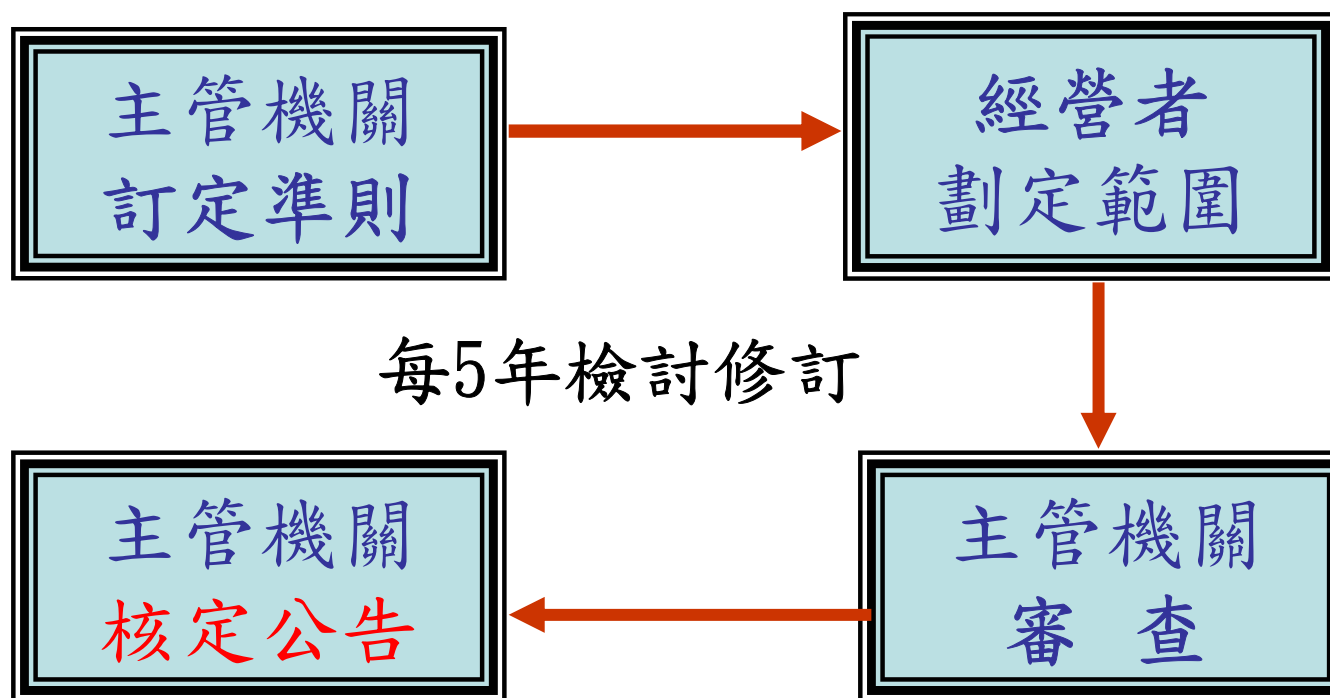 主管機關
訂定準則
經營者
劃定範圍
每5年檢討修訂
主管機關
核定公告
主管機關
審 查